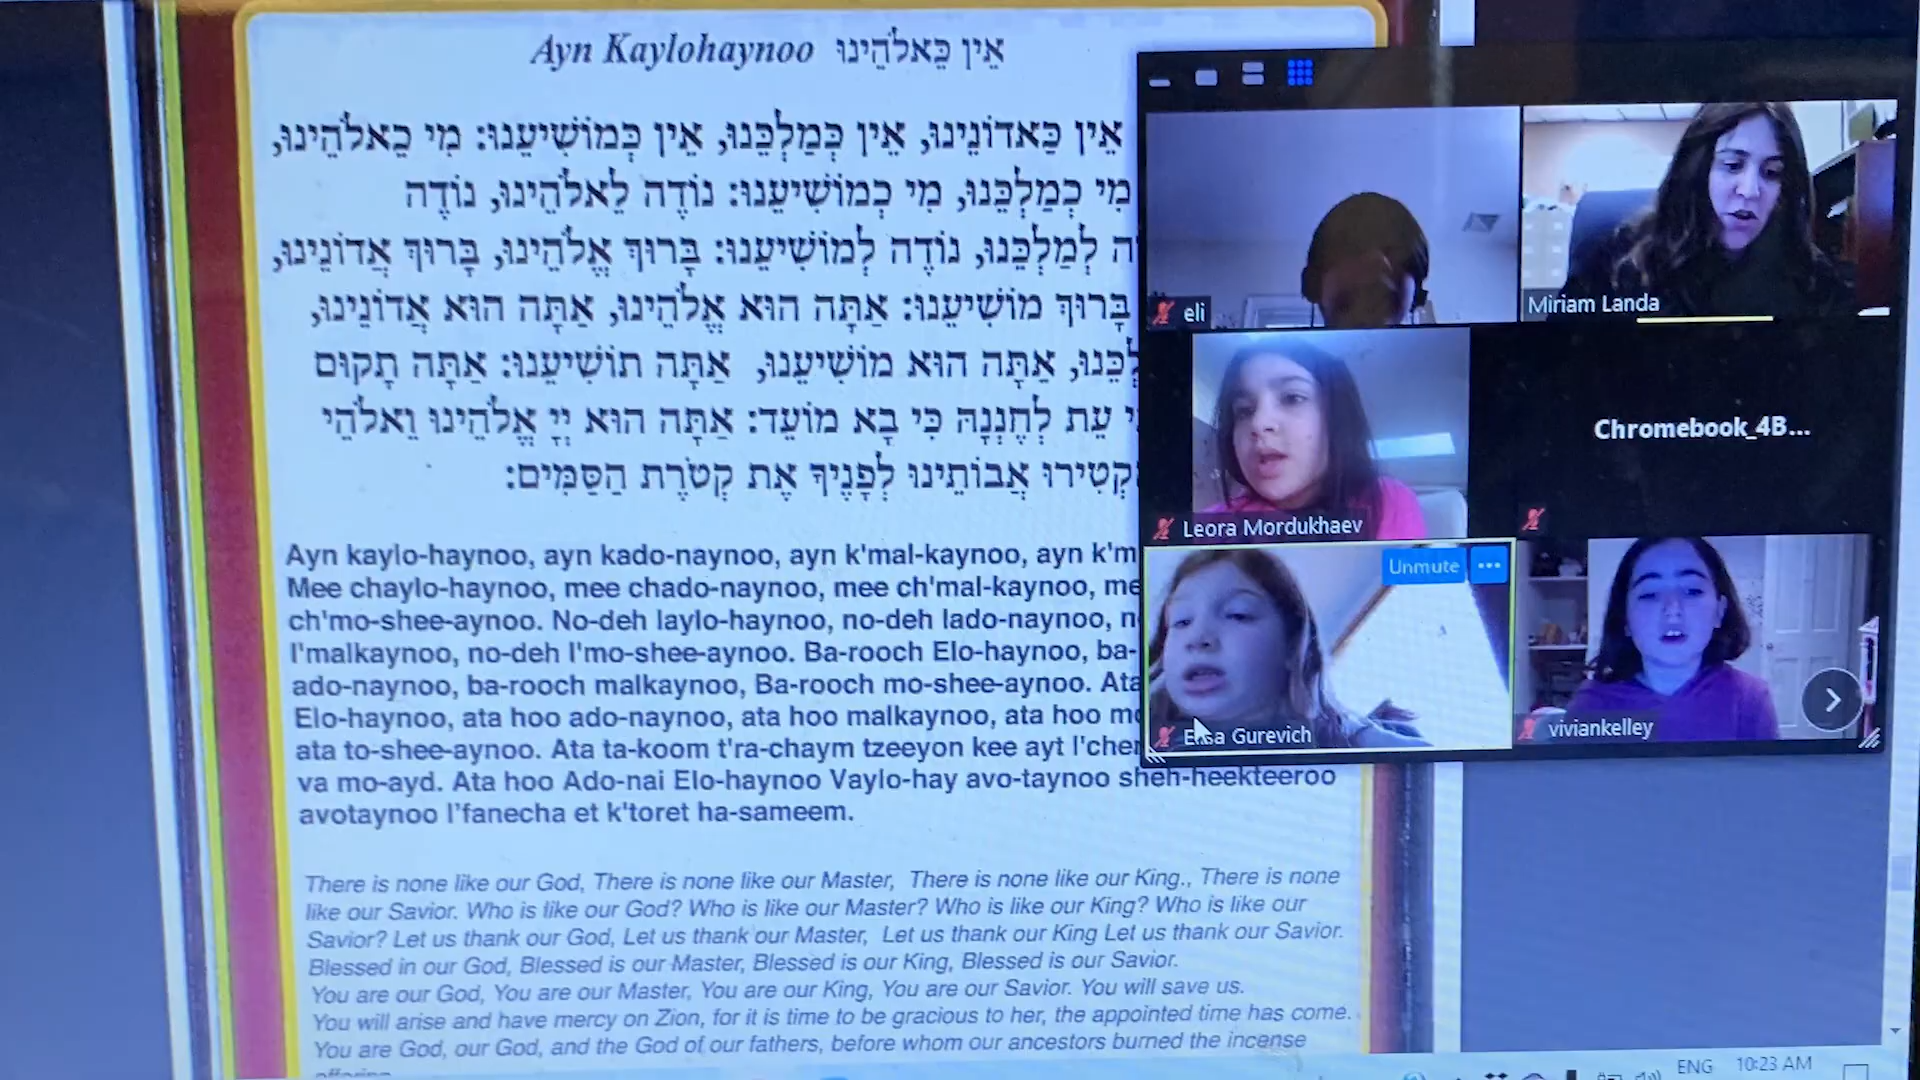 Ayn Kaylohaynoo אֵין כֵּאלֹהֵינוּ
אֵין כַּאדוֹנֵינוּ, אֵין כְּמַלְכֵּנוּ, אֵין כְּמוֹשִׁיעֵנוּ: מִי כֵאלֹהֵינוּ,
מִי כְמַלְכֵּנוּ, מִי כְמוֹשִׁיעֵנוּ: נוֹדֶה לֵאלֹהֵינוּ, נוֹדֶה
לְמַלְכֵּנוּ, נוֹדֶה לְמוֹשִׁיעֵנוּ: בָּרוּךְ אֱלֹהֵינוּ, בָּרוּךְ אֲדוֹנֵינוּ,
בָּרוּךְ מוֹשִׁיעֵנוּ: אַתָּה הוּא אֱלֹהֵינוּ, אַתָּה הוּא אֲדוֹנֵינוּ,
אַתָּה הוּא מוֹשִׁיעֵנוּ, אַתָּה תוֹשִׁיעֵנוּ: אַתָּה תָקוּם
עֵת לְחֶנְנָהּ כִּי בָא מוֹעֵד: אַתָּה הוּא יְיָ אֱלֹהֵינוּ וֵאלֹהֵי
אֲבוֹתֵינוּ לְפָנֶיךָ אֶת קְטֹרֶת הַסַּמִּים:
Ayn kaylo-haynoo, ayn kado-naynoo, ayn k'mal-kaynoo, ayn k'm
Mee chaylo-haynoo, mee chado-naynoo, mee ch'mal-kaynoo, me
ch'mo-shee-aynoo. No-deh laylo-haynoo, no-deh lado-naynoo, n
l'malkaynoo, no-deh l'mo-shee-aynoo. Ba-rooch Elo-haynoo, ba-
ado-naynoo, ba-rooch malkaynoo, Ba-rooch mo-shee-aynoo. Ata
Elo-haynoo, ata hoo ado-naynoo, ata hoo malkaynoo, ata hoo m
ata to-shee-aynoo. Ata ta-koom t'ra-chaym tzeeyon kee ayt l'cher
va mo-ayd. Ata hoo Ado-nai Elo-haynoo Vaylo-hay avo-taynoo sheh-heekteeroo
avotaynoo l'fanecha et k'toret ha-sameem.
There is none like our God, There is none like our Master, There is none like our King., There is none
like our Savior. Who is like our God? Who is like our Master? Who is like our King? Who is like our
Savior? Let us thank our God, Let us thank our Master, Let us thank our King Let us thank our Savior.
Blessed in our God, Blessed is our Master, Blessed is our King, Blessed is our Savior.
You are our God, You are our Master, You are our King, You are our Savior. You will save us.
You will arise and have mercy on Zion, for it is time to be gracious to her, the appointed time has come.
You are God, our God, and the God of our fathers, before whom our ancestors burned the incense
eli
Miriam Landa
Leora Mordukhaev
Chromebook_4B...
Unmute
Gurevich
viviankelley
ENG 10:23 AM